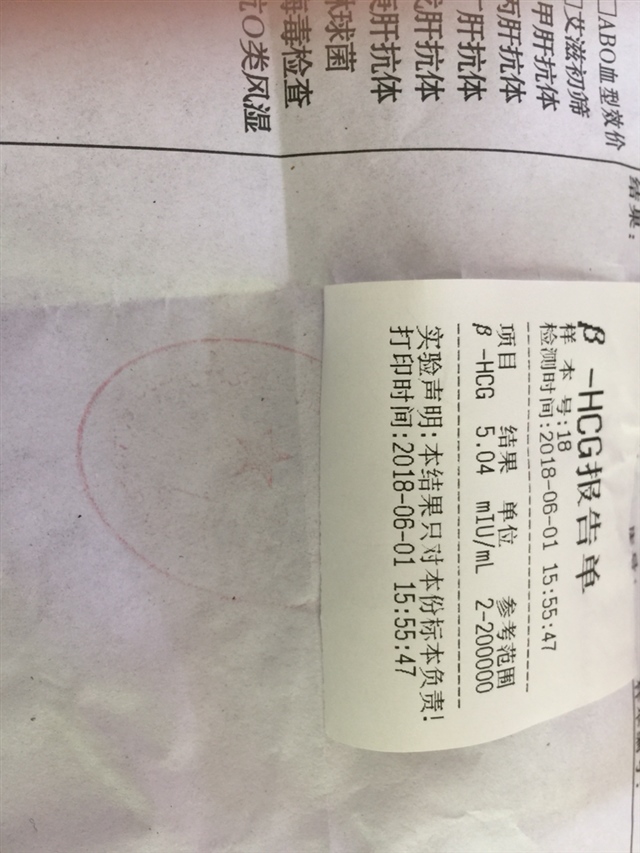 □ABO血型效价
艾滋初筛
甲肝抗体
丙肝抗体
肝抗体
戊肝抗体
庚肝抗体
球菌
梅毒检查
抗O类风湿
结果：
β-HCG报告单
样 本 号:18
检测时间:2018-06-01 15:55:47
项目 结果 单位 参考范围
β-HCG 5.04 mIU/mL 2-200000
实验声明:本结果只对本份标本负责!
打印时间:2018-06-01 15:55:47